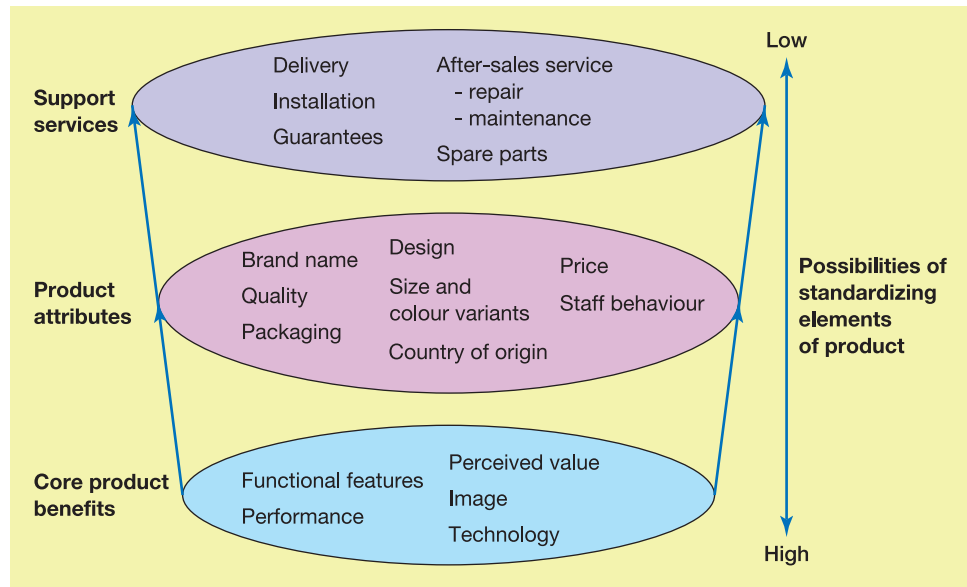 Support
services
Delivery
Installation
Guarantees
After-sales service
- repair
- maintenance
Spare parts
Product
attributes
Brand name
Quality
Packaging
Design
Size and
colour variants
Country of origin
Price
Staff behaviour
Core product
benefits
Functional features
Performance
Perceived value
Image
Technology
Low
Possibilities of
standardizing
elements
of product
High